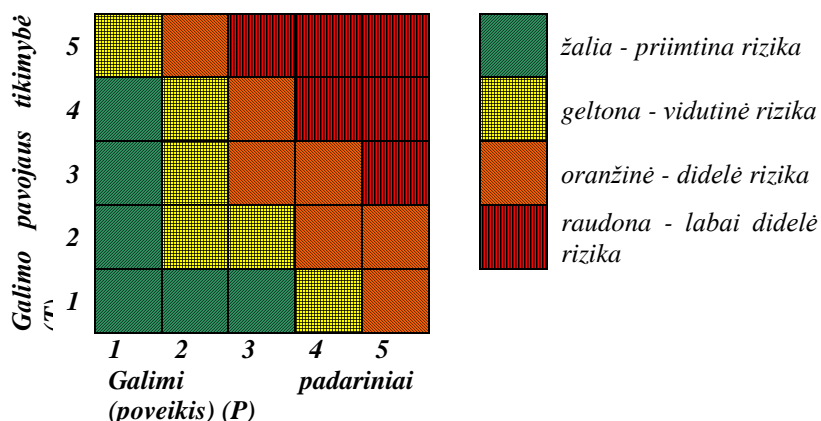 Galimo pavojaus tikimybė
(T)
5
4
3
2
1
1 2 3 4 5
Galimi padariniai
(poveikis) (P)
žalia - priimtina rizika
geltona - vidutinė rizika
oranžinė - didelė rizika
raudona - labai didelė
rizika